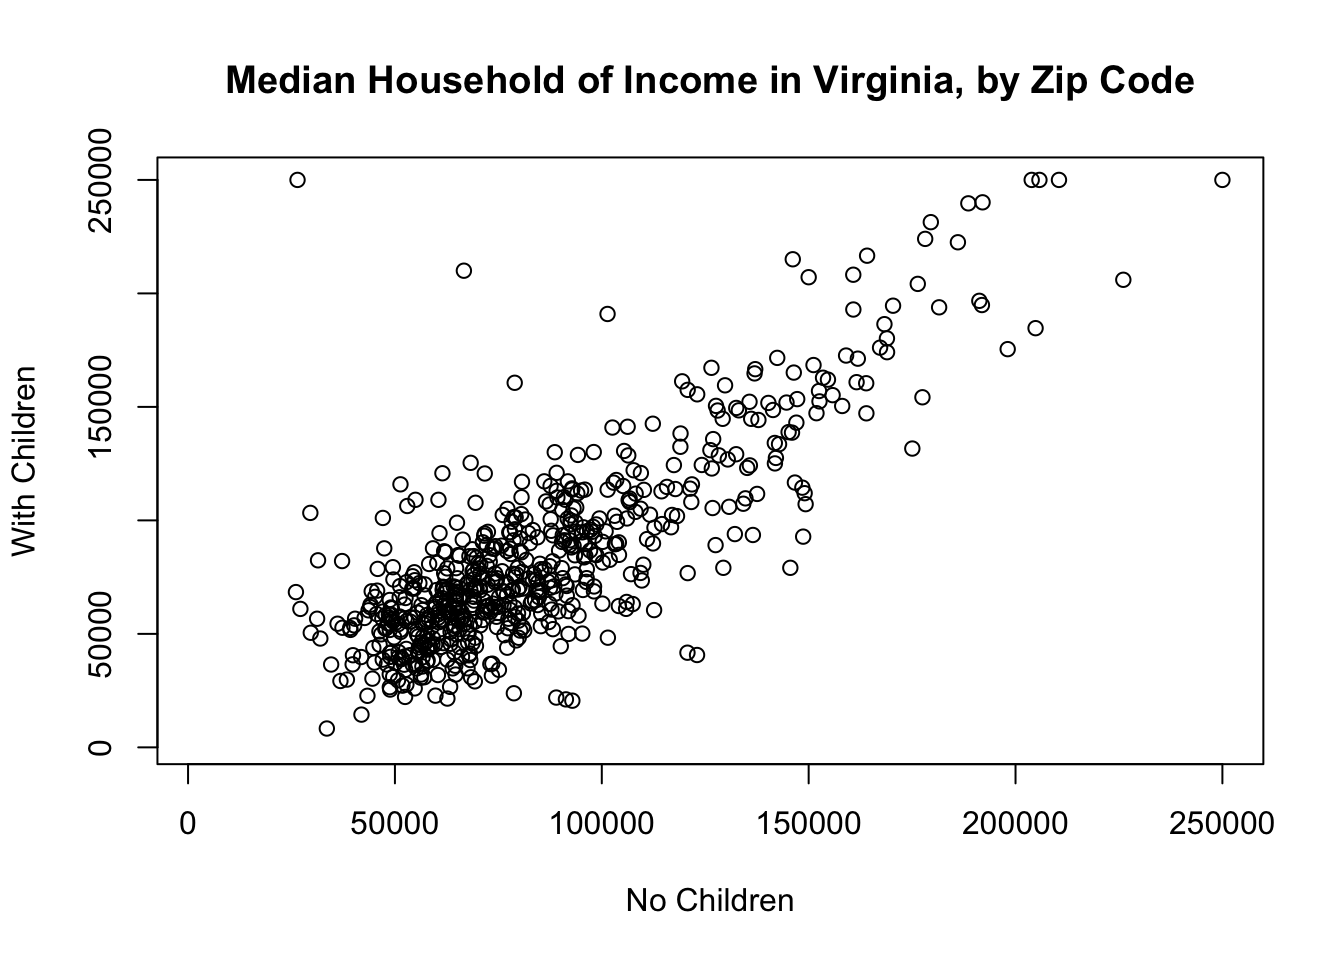 Median Household of Income in Virginia, by Zip Code
With Children
250000
150000
50000
0
0 50000 100000 150000 200000 250000
No Children